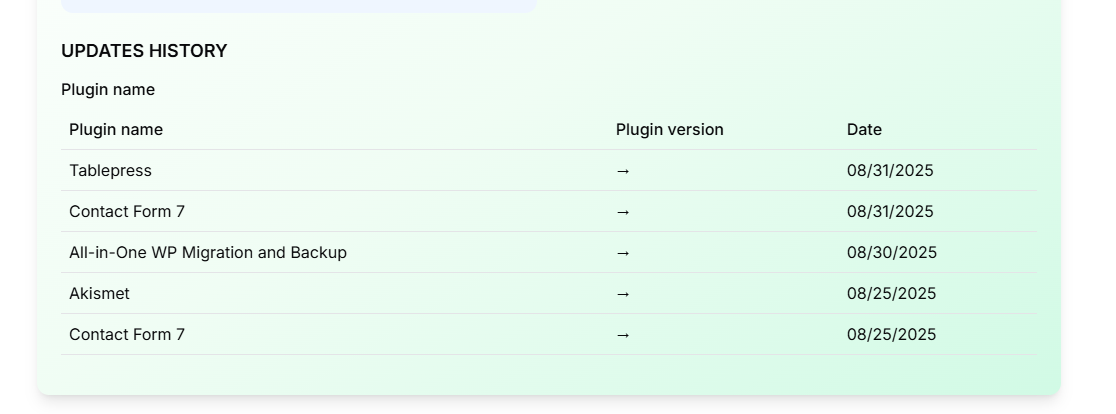 UPDATES HISTORY
Plugin name
Plugin name Plugin version Date
Tablepress → 08/31/2025
Contact Form 7 → 08/31/2025
All-in-One WP Migration and Backup → 08/30/2025
Akismet → 08/25/2025
Contact Form 7 → 08/25/2025